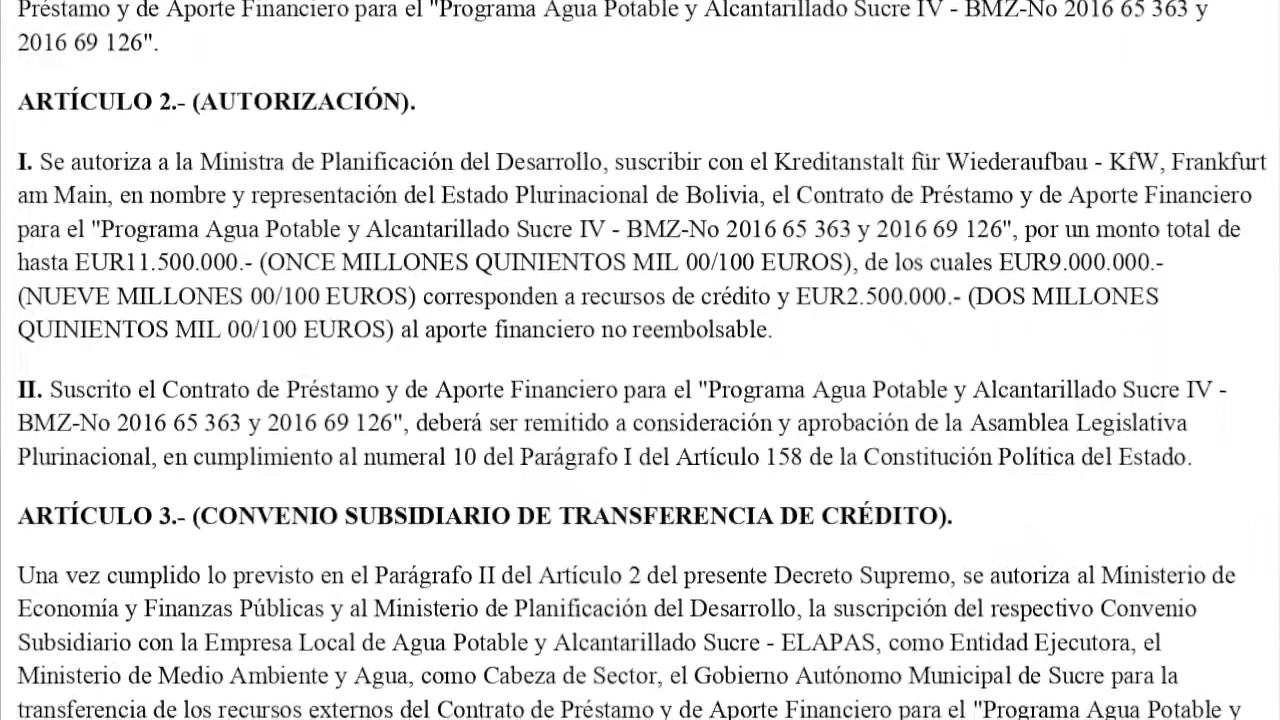 Préstamo y de Aporte Financiero para el "Programa Agua Potable y Alcantarillado Sucre IV - BMZ-No 2016 65 363 y
2016 69 126".
ARTÍCULO 2.- (AUTORIZACIÓN).
I. Se autoriza a la Ministra de Planificación del Desarrollo, suscribir con el Kreditanstalt für Wiederaufbau - KfW, Frankfurt
am Main, en nombre y representación del Estado Plurinacional de Bolivia, el Contrato de Préstamo y de Aporte Financiero
para el "Programa Agua Potable y Alcantarillado Sucre IV - BMZ-No 2016 65 363 y 2016 69 126", por un monto total de
hasta EUR11.500.000.- (ONCE MILLONES QUINIENTOS MIL 00/100 EUROS), de los cuales EUR9.000.000.-
(NUEVE MILLONES 00/100 EUROS) corresponden a recursos de crédito y EUR2.500.000.- (DOS MILLONES
QUINIENTOS MIL 00/100 EUROS) al aporte financiero no reembolsable.
II. Suscrito el Contrato de Préstamo y de Aporte Financiero para el "Programa Agua Potable y Alcantarillado Sucre IV -
BMZ-No 2016 65 363 y 2016 69 126", deberá ser remitido a consideración y aprobación de la Asamblea Legislativa
Plurinacional, en cumplimiento al numeral 10 del Parágrafo I del Artículo 158 de la Constitución Política del Estado.
ARTÍCULO 3.- (CONVENIO SUBSIDIARIO DE TRANSFERENCIA DE CRÉDITO).
Una vez cumplido lo previsto en el Parágrafo II del Artículo 2 del presente Decreto Supremo, se autoriza al Ministerio de
Economía y Finanzas Públicas y al Ministerio de Planificación del Desarrollo, la suscripción del respectivo Convenio
Subsidiario con la Empresa Local de Agua Potable y Alcantarillado Sucre - ELAPAS, como Entidad Ejecutora, el
Ministerio de Medio Ambiente y Agua, como Cabeza de Sector, el Gobierno Autónomo Municipal de Sucre para la
transferencia de los recursos externos del Contrato de Préstamo y de Aporte Financiero para el "Programa Agua Potable y